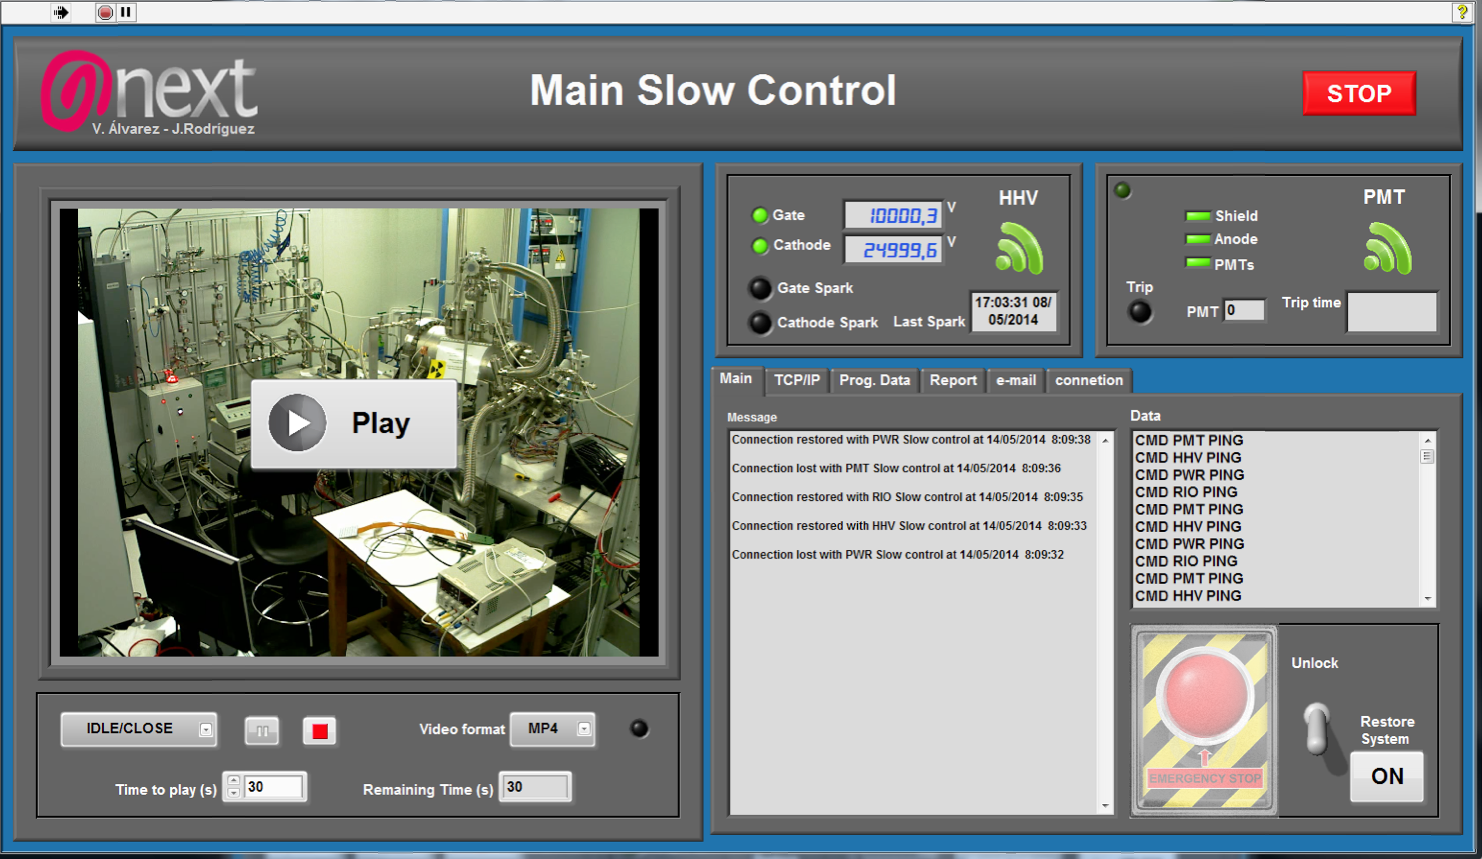 next
V. Álvarez - J.Rodríguez
Main Slow Control
STOP
Play
IDLE/CLOSE
Video format
MP4
Time to play (s)
30
Remaining Time (s)
30
HHV
Gate
10000,3
V
Cathode
24999,6
V
Gate Spark
Cathode Spark
Last Spark
17:03:31 08/
05/2014
PMT
Shield
Anode
PMTs
Trip
PMT
0
Trip time
Main
TCP/IP
Prog. Data
Report
e-mail
connetion
Message
Connection restored with PWR Slow control at 14/05/2014 8:09:38
Connection lost with PMT Slow control at 14/05/2014 8:09:36
Connection restored with RIO Slow control at 14/05/2014 8:09:35
Connection restored with HHV Slow control at 14/05/2014 8:09:33
Connection lost with PWR Slow control at 14/05/2014 8:09:32
Data
CMD PMT PING
CMD HHV PING
CMD PWR PING
CMD RIO PING
CMD PMT PING
CMD HHV PING
CMD PWR PING
CMD RIO PING
CMD PMT PING
CMD HHV PING
EMERGENCY STOP
Unlock
Restore
System
ON